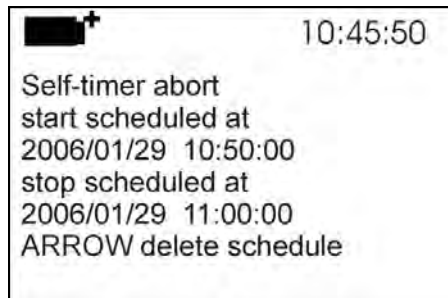 10:45:50
Self-timer abort
start scheduled at
2006/01/29 10:50:00
stop scheduled at
2006/01/29 11:00:00
ARROW delete schedule